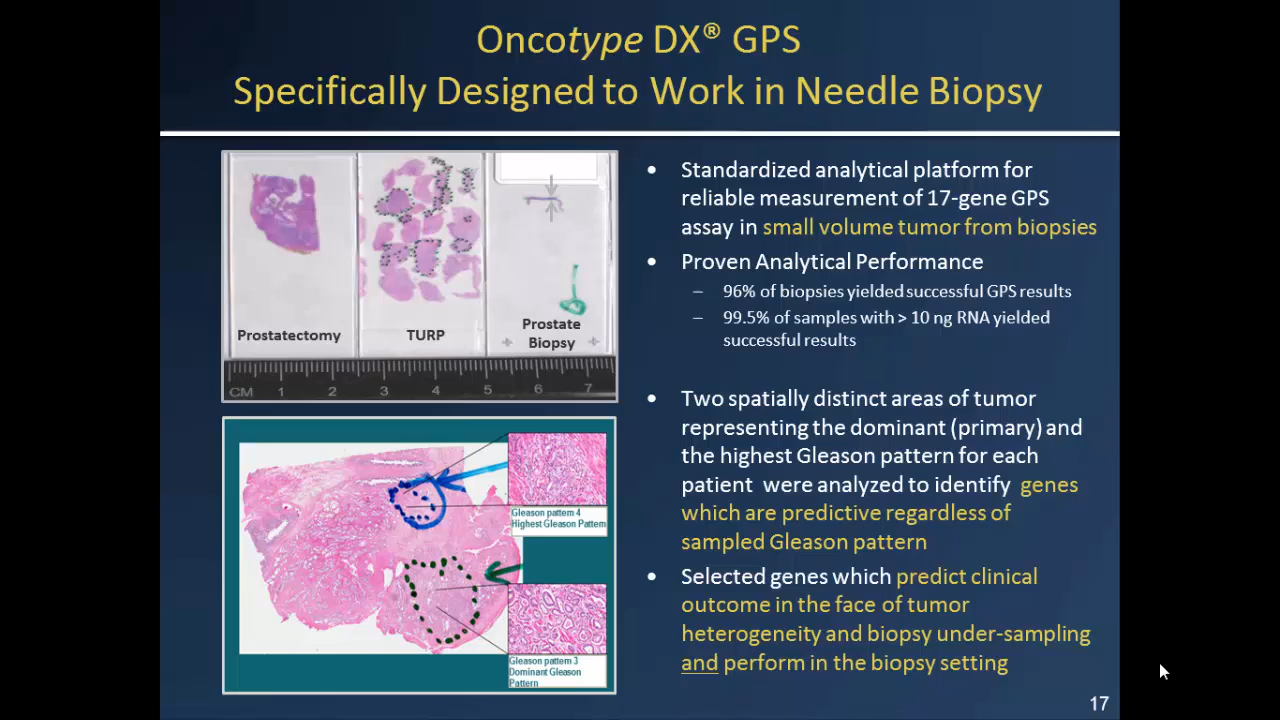 Oncotype DX® GPS
Specifically Designed to Work in Needle Biopsy
Prostatectomy
TURP
Prostate
Biopsy
CM 1 2 3 4 5 6 7
Gleason pattern 4
Highest Gleason Pattern
Gleason pattern 3
Dominant Gleason
Pattern
• Standardized analytical platform for
reliable measurement of 17-gene GPS
assay in small volume tumor from biopsies
• Proven Analytical Performance
– 96% of biopsies yielded successful GPS results
– 99.5% of samples with > 10 ng RNA yielded
successful results
• Two spatially distinct areas of tumor
representing the dominant (primary) and
the highest Gleason pattern for each
patient were analyzed to identify genes
which are predictive regardless of
sampled Gleason pattern
• Selected genes which predict clinical
outcome in the face of tumor
heterogeneity and biopsy under-sampling
and perform in the biopsy setting
17